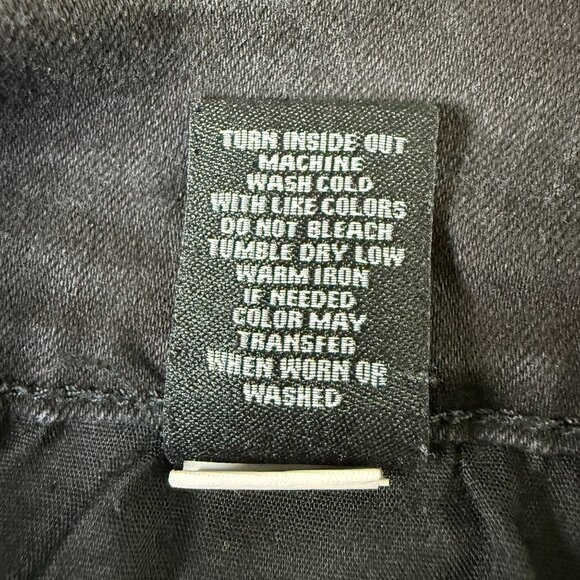 TURN INSIDE OUT
MACHINE
WASH COLD
WITH LIKE COLORS
DO NOT BLEACH
TUMBLE DRY LOW
WARM IRON
IF NEEDED
COLOR MAY
TRANSFER
WHEN WORN OR
WASHED